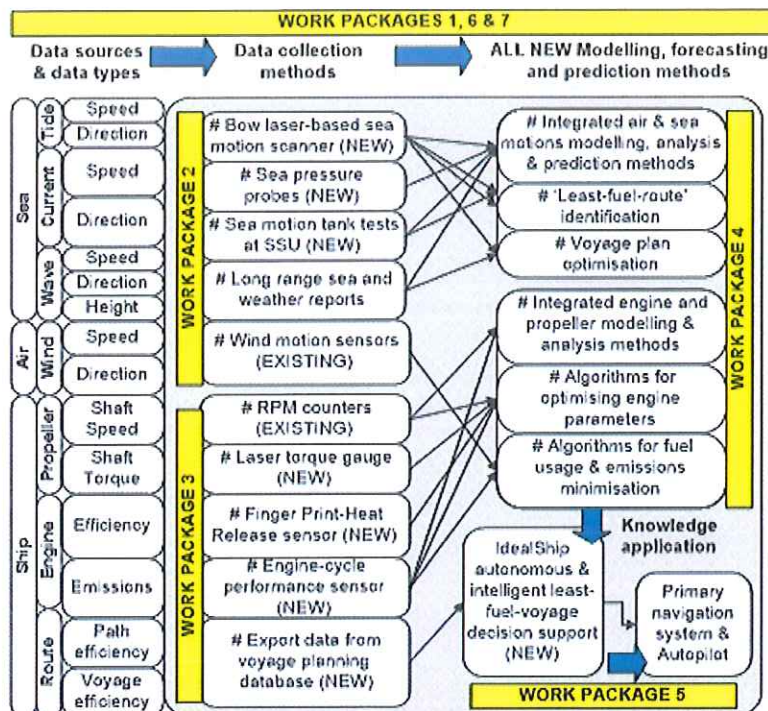 WORK PACKAGES 1, 6 & 7
Data sources
& data types
Data collection
methods
ALL NEW Modelling, forecasting
and prediction methods
Sea
Tide
Speed
Direction
Current
Speed
Direction
Wave
Speed
Direction
Height
Air
Wind
Speed
Direction
Ship
Propeller
Shaft
Speed
Shaft
Torque
Engine
Efficiency
Emissions
Route
Path
efficiency
Voyage
efficiency
WORK PACKAGE 2
# Bow laser-based sea
motion scanner (NEW)
# Sea pressure
probes (NEW)
# Sea motion tank tests
at SSU (NEW)
# Long range sea and
weather reports
# Wind motion sensors
(EXISTING)
WORK PACKAGE 3
# RPM counters
(EXISTING)
# Laser torque gauge
(NEW)
# Finger Print-Heat
Release sensor (NEW)
# Engine-cycle
performance sensor
(NEW)
# Export data from
voyage planning
database (NEW)
# Integrated air & sea
motions modelling, analysis
& prediction methods
# 'Least-fuel-route'
identification
# Voyage plan
optimisation
# Integrated engine and
propeller modelling &
analysis methods
# Algorithms for
optimising engine
parameters
# Algorithms for fuel
usage & emissions
minimisation
WORK PACKAGE 4
Knowledge
application
IdealShip
autonomous &
intelligent least-
fuel-voyage
decision support
(NEW)
Primary
navigation
system &
Autopilot
WORK PACKAGE 5